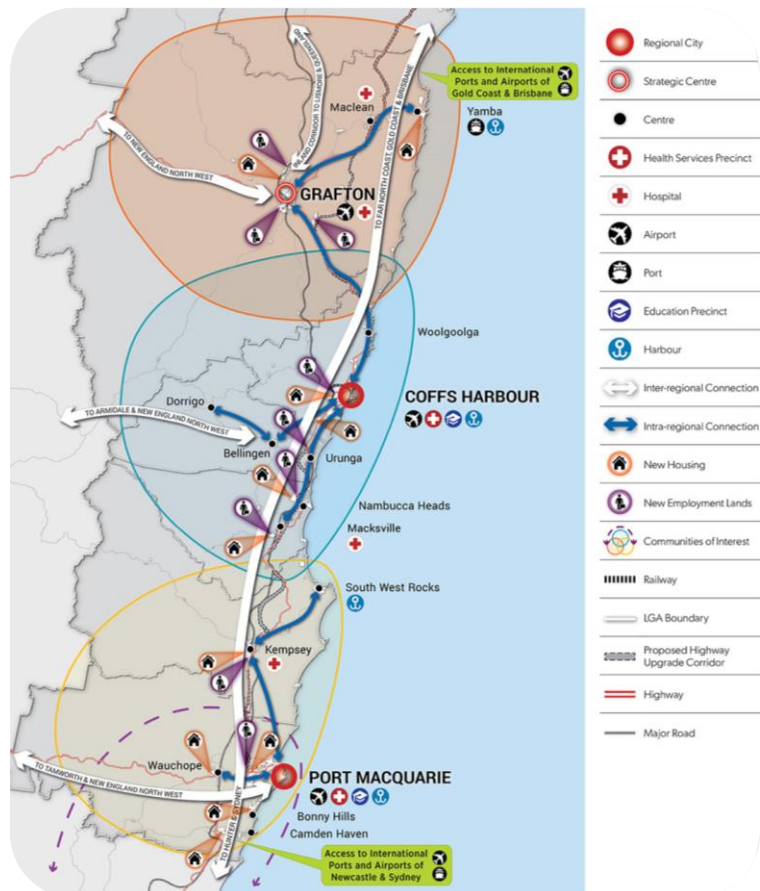 Access to International
Ports and Airports of
Gold Coast & Brisbane
INLAND CORRIDOR TO LISMORE & QUEENSLAND
TO FAR NORTH COAST, GOLD COAST & BRISBANE
Maclean
Yamba
TO NEW ENGLAND NORTH WEST
GRAFTON
Woolgoolga
Dorrigo
COFFS HARBOUR
TO ARMIDALE & NEW ENGLAND NORTH WEST
Bellingen
Urunga
Nambucca Heads
Macksville
South West Rocks
Kempsey
Wauchope
TO TAMWORTH & NEW ENGLAND NORTH WEST
PORT MACQUARIE
TO HUNTER & SYDNEY
Bonny Hills
Camden Haven
Access to International
Ports and Airports of
Newcastle & Sydney
Regional City
Strategic Centre
Centre
Health Services Precinct
Hospital
Airport
Port
Education Precinct
Harbour
Inter-regional Connection
Intra-regional Connection
New Housing
New Employment Lands
Communities of Interest
Railway
LGA Boundary
Proposed Highway
Upgrade Corridor
Highway
Major Road